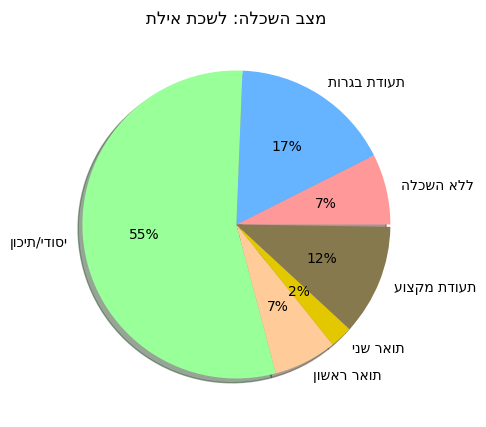 מצב השכלה: לשכת אילת
תעודת בגרות
17%
ללא השכלה
7%
55%
יסודי/תיכון
12%
תעודת מקצוע
2%
7%
תואר שני
תואר ראשון